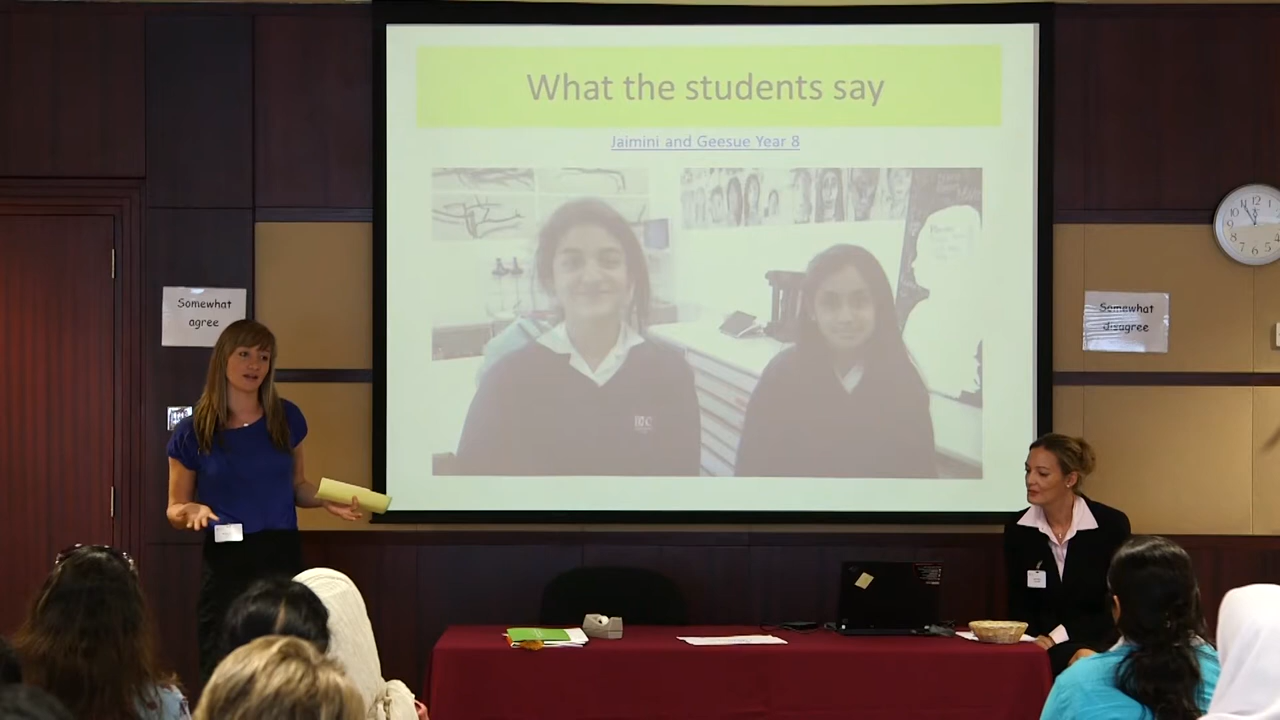 What the students say
Jaimini and Geesue Year 8
Somewhat
agree
Somewhat
disagree